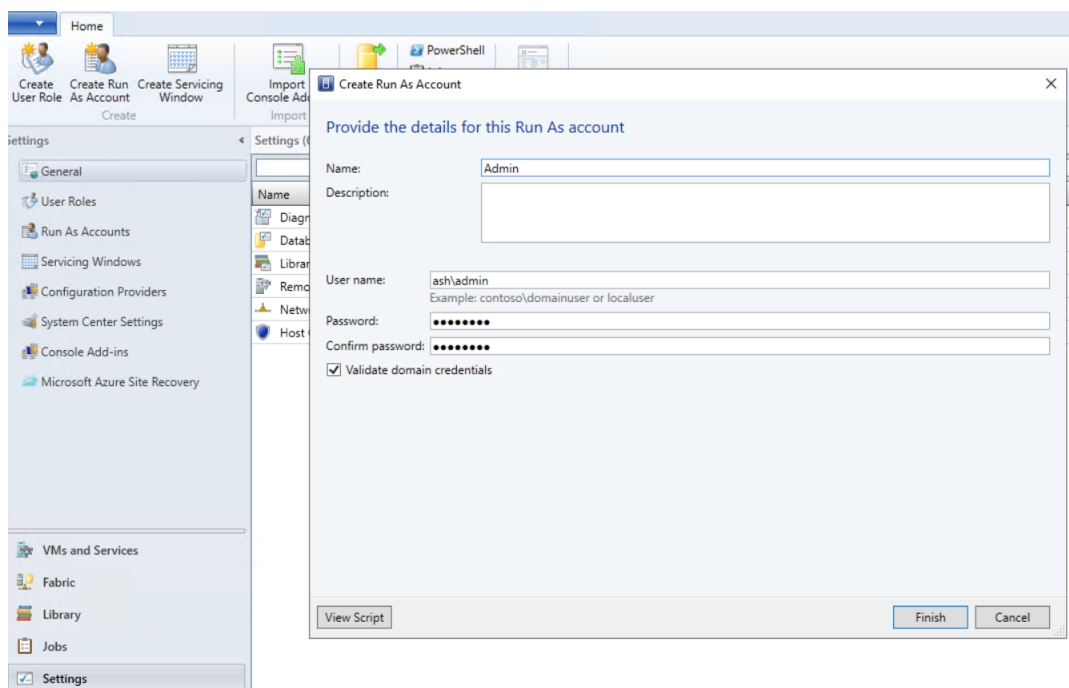 Home
Create User Role
Create Run As Account
Create Servicing Window
Import Console Add
PowerShell
Create
Import
Settings
Settings (
General
User Roles
Run As Accounts
Servicing Windows
Configuration Providers
System Center Settings
Console Add-ins
Microsoft Azure Site Recovery
Name
Diagr
Datab
Librar
Remo
Netw
Host
Create Run As Account
Provide the details for this Run As account
Name:
Admin
Description:
User name:
ash\admin
Example: contoso\domainuser or localuser
Password:
●●●●●●●●
Confirm password:
●●●●●●●●
Validate domain credentials
View Script
Finish
Cancel
VMs and Services
Fabric
Library
Jobs
Settings